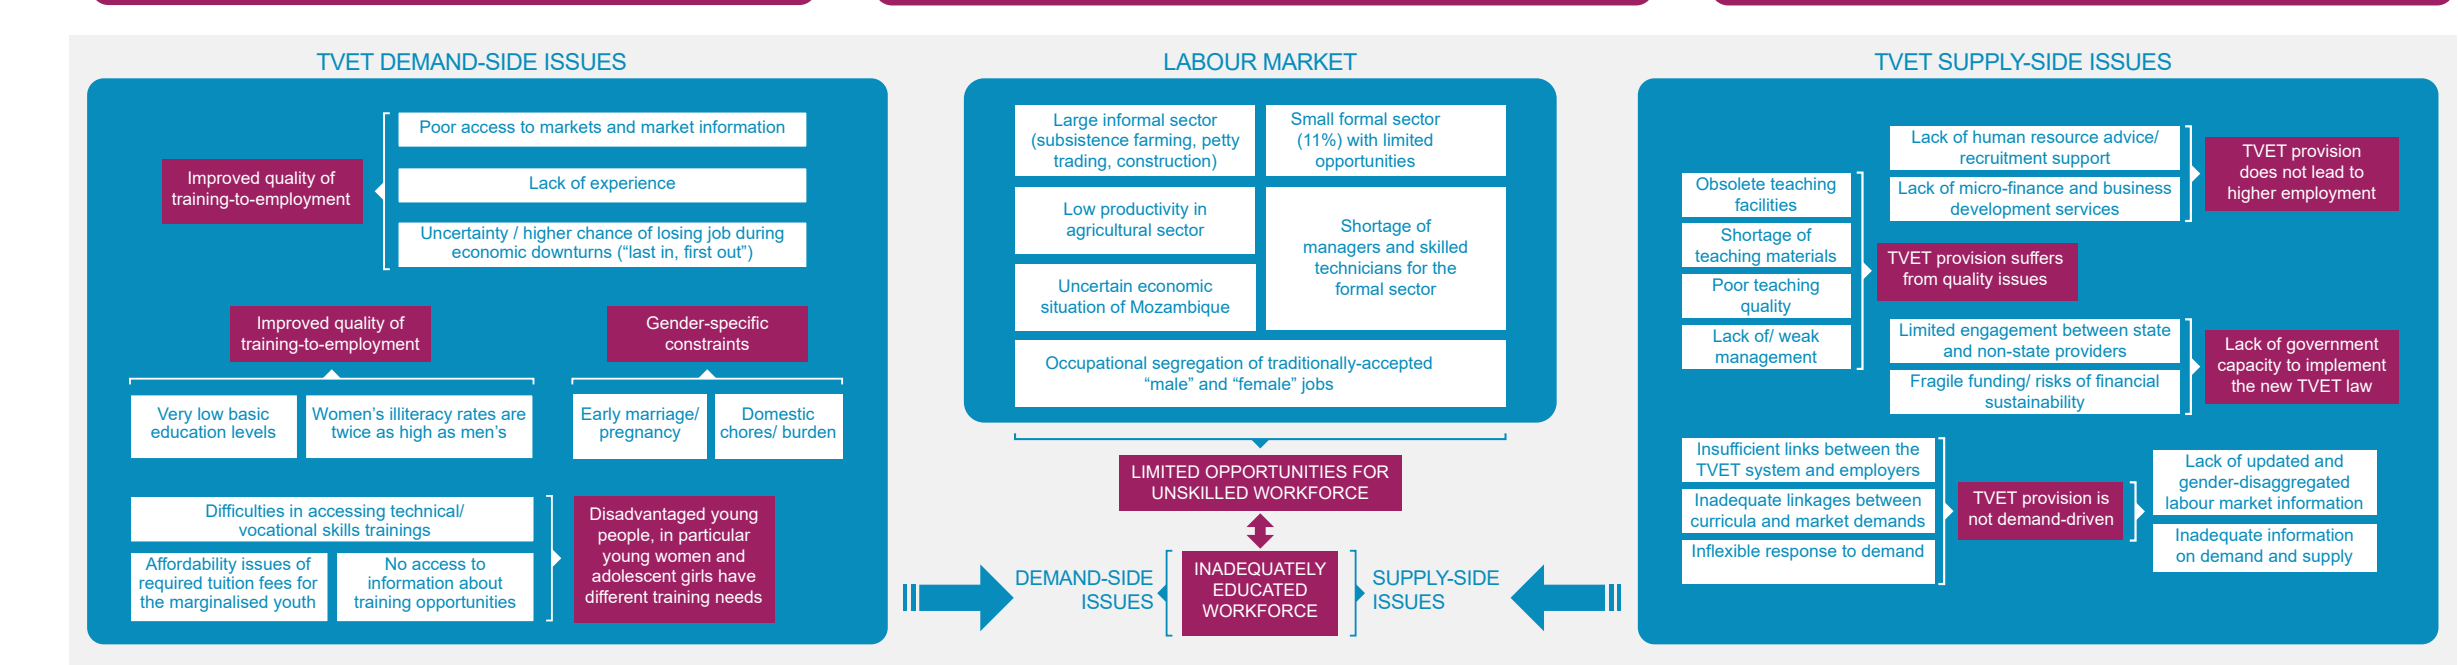 TVET DEMAND-SIDE ISSUES
Poor access to markets and market information
Improved quality of
training-to-employment
Lack of experience
Uncertainty / higher chance of losing job during
economic downturns (“last in, first out”)
Improved quality of
training-to-employment
Gender-specific
constraints
Very low basic
education levels
Women’s illiteracy rates are
twice as high as men’s
Early marriage/
pregnancy
Domestic
chores/ burden
Difficulties in accessing technical/
vocational skills trainings
Affordability issues of
required tuition fees for
the marginalised youth
No access to
information about
training opportunities
Disadvantaged young
people, in particular
young women and
adolescent girls have
different training needs
LABOUR MARKET
Large informal sector
(subsistence farming, petty
trading, construction)
Small formal sector
(11%) with limited
opportunities
Low productivity in
agricultural sector
Shortage of
managers and skilled
technicians for the
formal sector
Uncertain economic
situation of Mozambique
Occupational segregation of traditionally-accepted
“male” and “female” jobs
LIMITED OPPORTUNITIES FOR
UNSKILLED WORKFORCE
DEMAND-SIDE
ISSUES
INADEQUATELY
EDUCATED
WORKFORCE
SUPPLY-SIDE
ISSUES
TVET SUPPLY-SIDE ISSUES
Lack of human resource advice/
recruitment support
Lack of micro-finance and business
development services
TVET provision
does not lead to
higher employment
Obsolete teaching
facilities
Shortage of
teaching materials
Poor teaching
quality
Lack of/ weak
management
TVET provision suffers
from quality issues
Limited engagement between state
and non-state providers
Fragile funding/ risks of financial
sustainability
Lack of government
capacity to implement
the new TVET law
Insufficient links between the
TVET system and employers
Inadequate linkages between
curricula and market demands
Inflexible response to demand
TVET provision is
not demand-driven
Lack of updated and
gender-disaggregated
labour market information
Inadequate information
on demand and supply